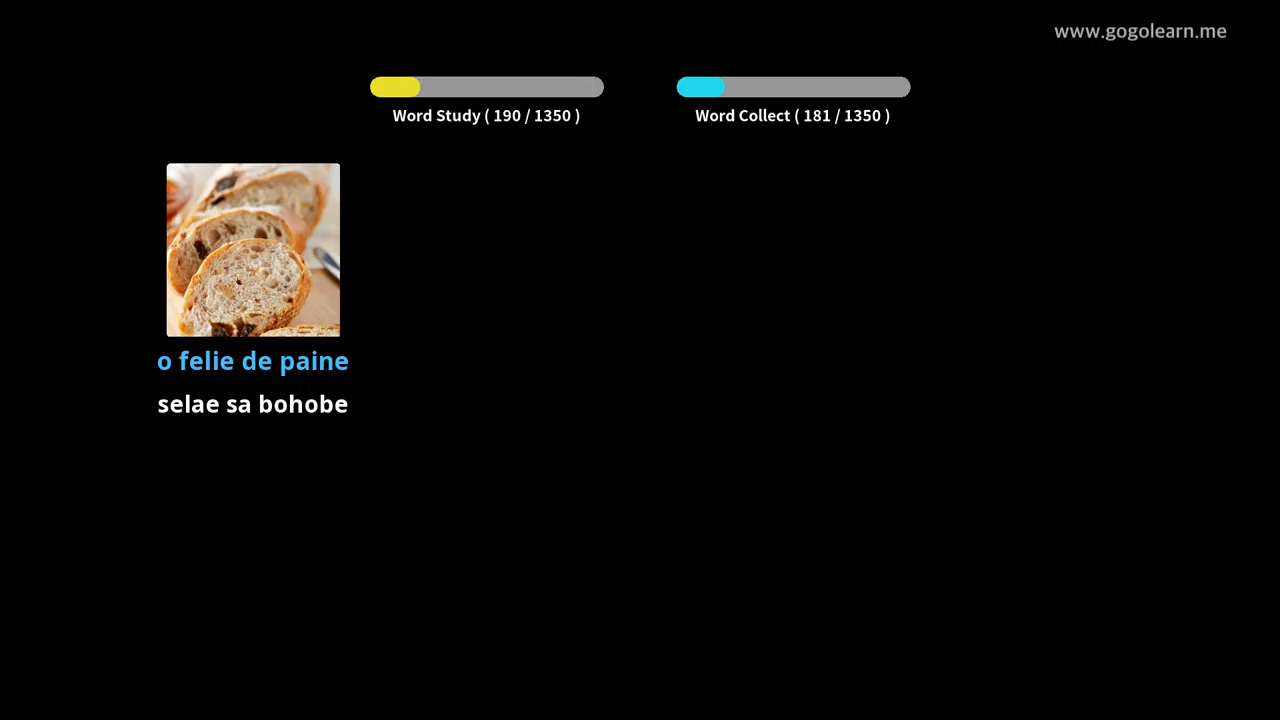 www.gogolearn.me
Word Study ( 190 / 1350 )
Word Collect ( 181 / 1350 )
o felie de paine
selae sa bohobe